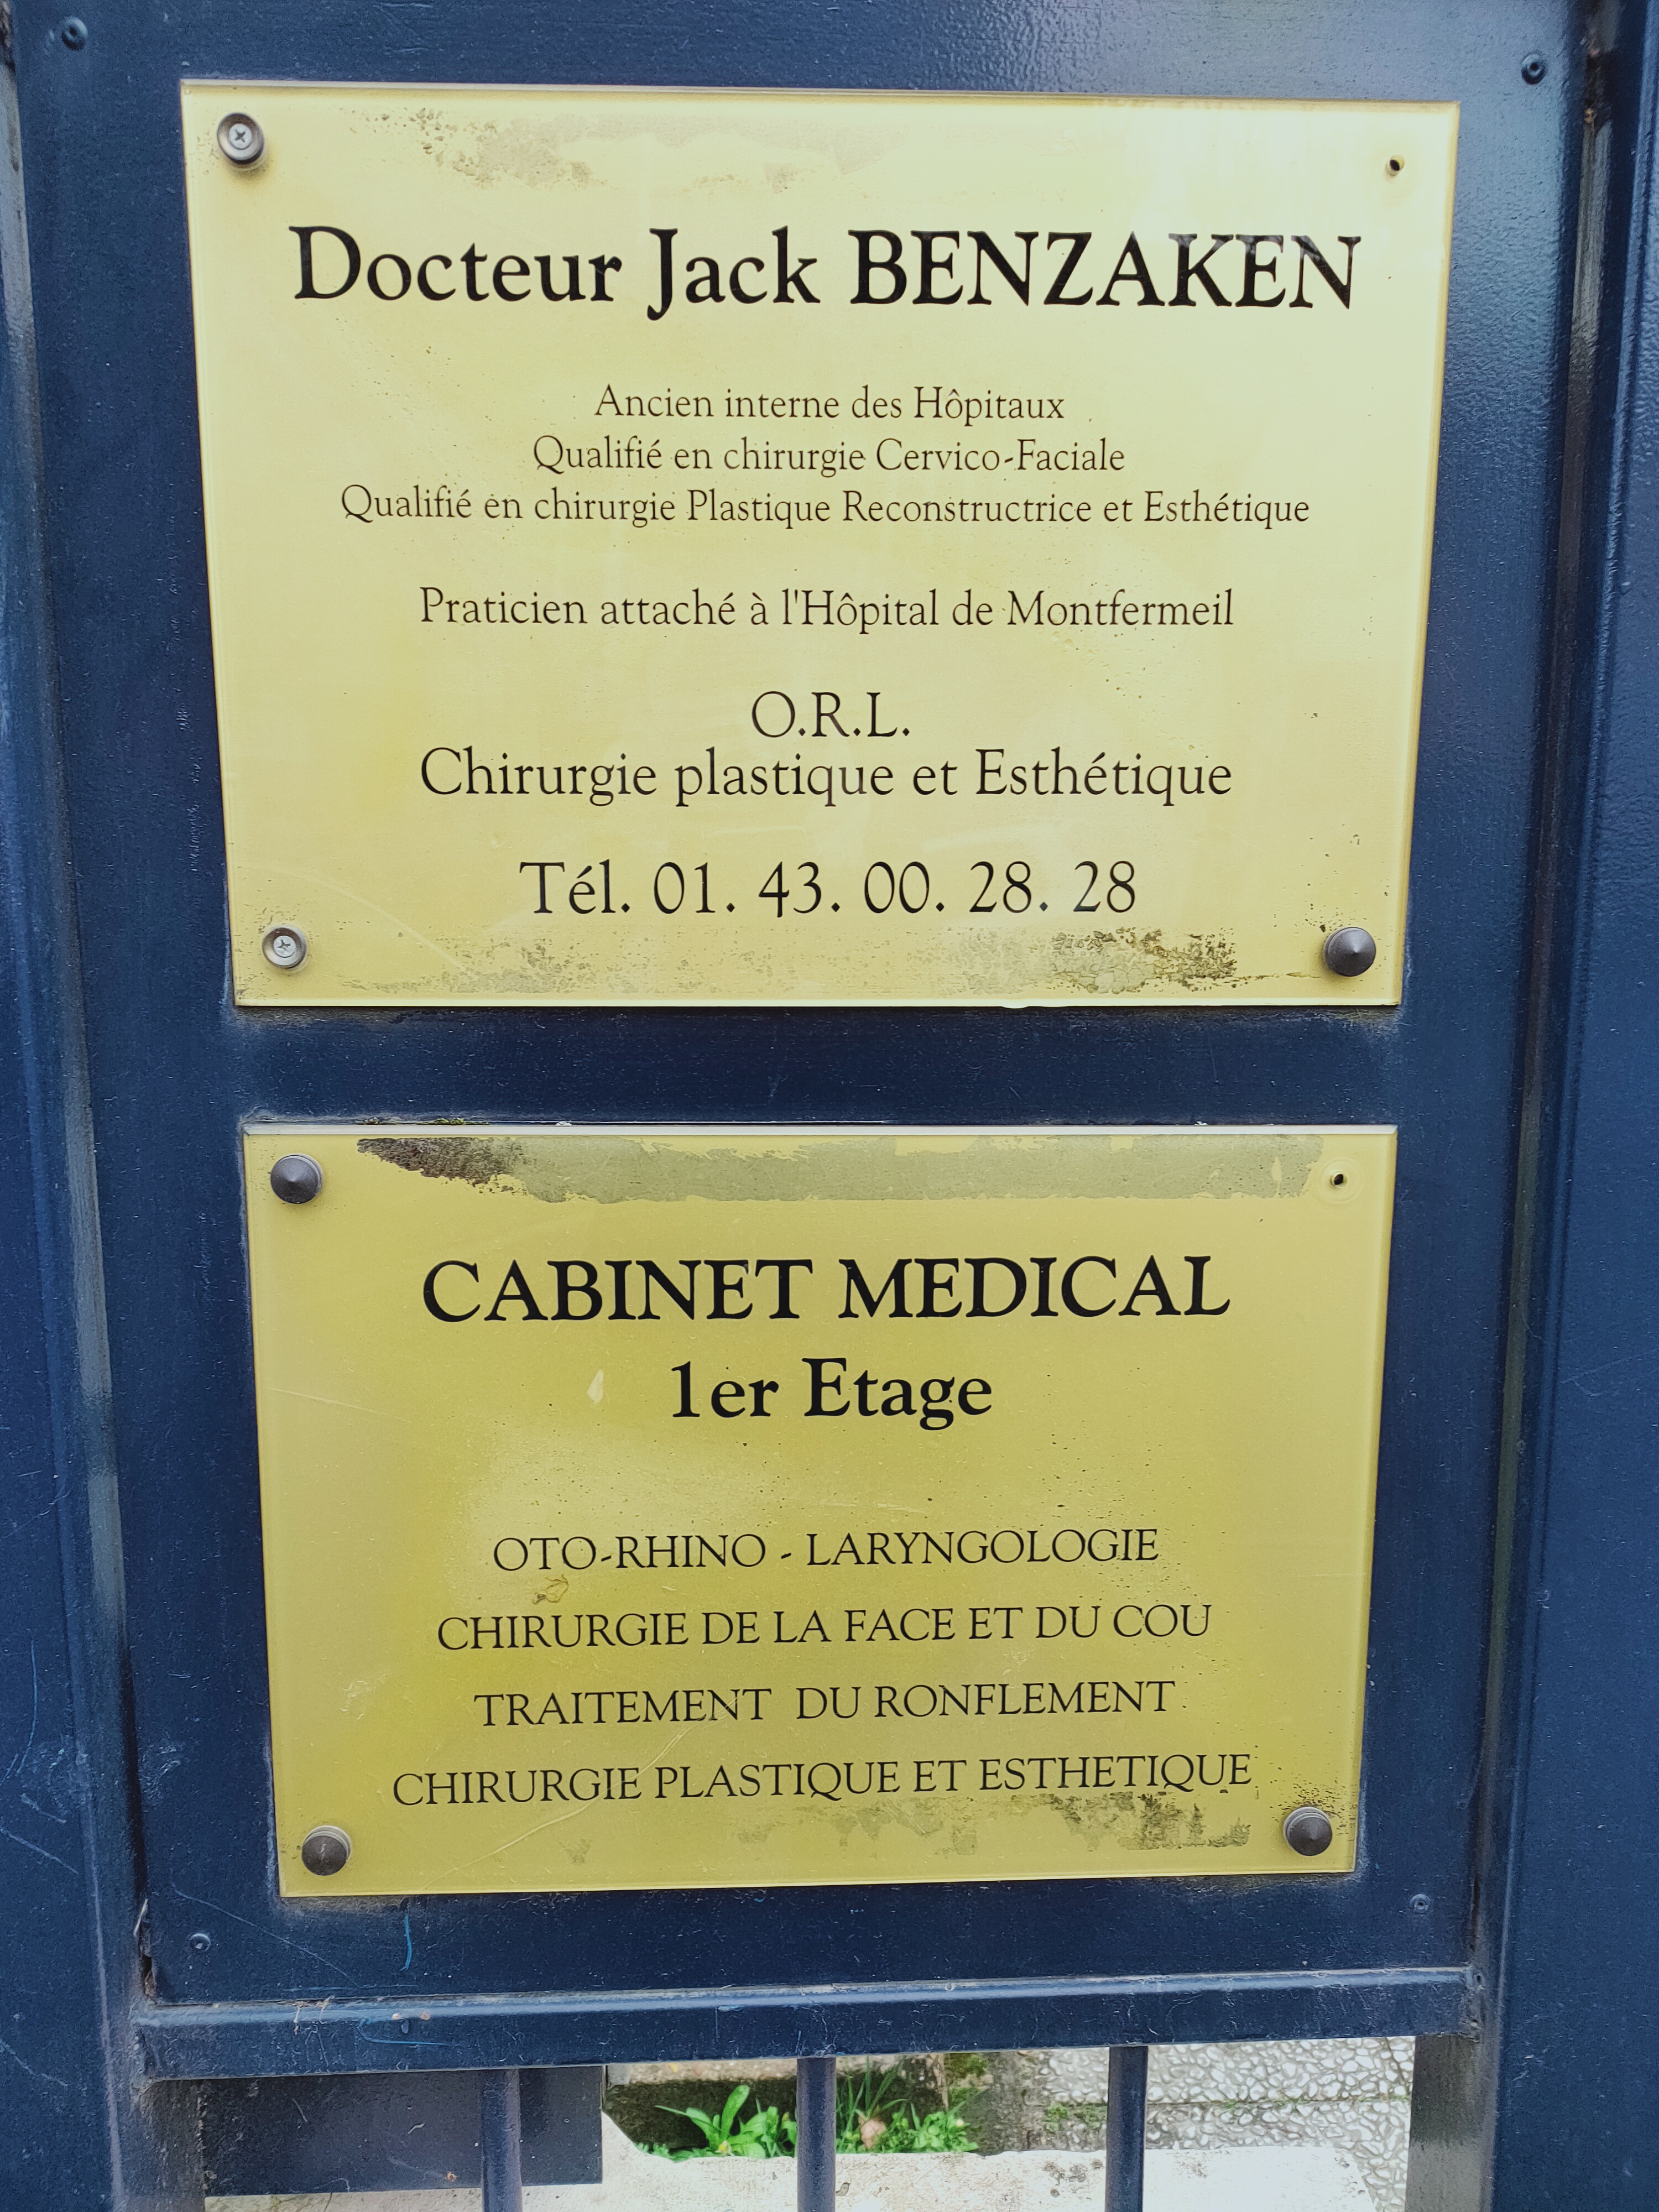 Docteur Jack BENZAKEN
Ancien interne des Hôpitaux
Qualifié en chirurgie Cervico-Faciale
Qualifié en chirurgie Plastique Reconstructrice et Esthétique
Praticien attaché à l'Hôpital de Montfermeil
O.R.L.
Chirurgie plastique et Esthétique
Tél. 01. 43. 00. 28. 28
CABINET MEDICAL
1er Etage
OTO-RHINO - LARYNGOLOGIE
CHIRURGIE DE LA FACE ET DU COU
TRAITEMENT DU RONFLEMENT
CHIRURGIE PLASTIQUE ET ESTHETIQUE